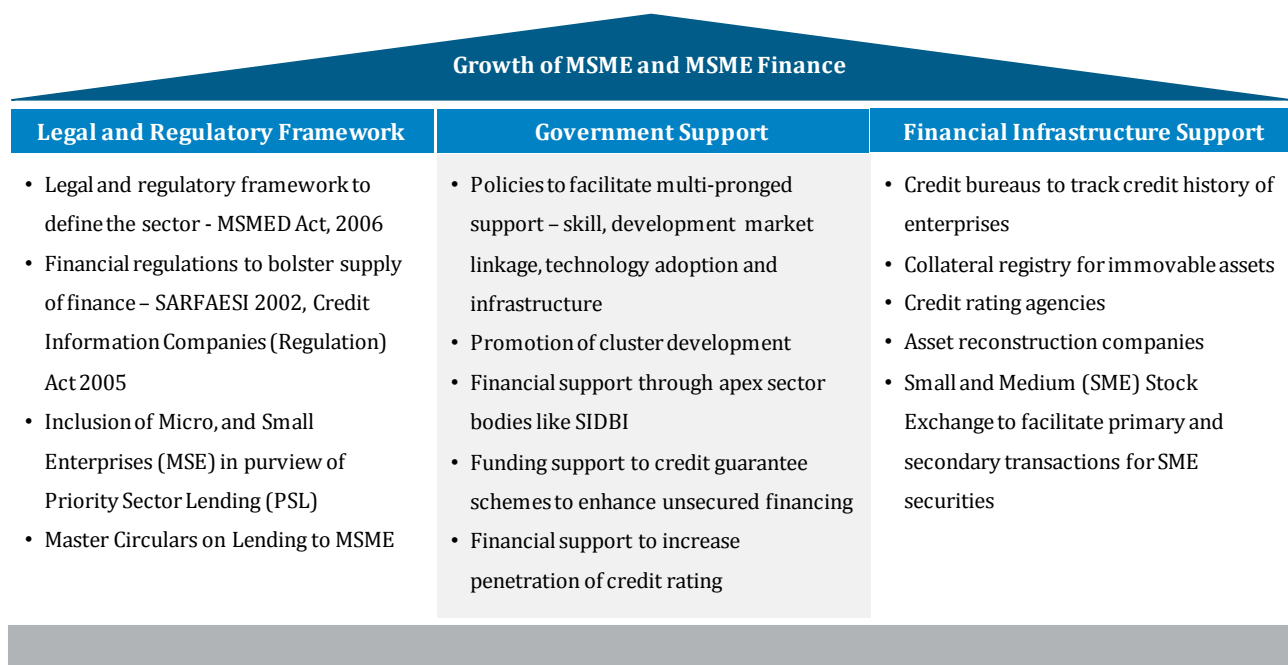 Growth of MSME and MSME Finance
Legal and Regulatory Framework
• Legal and regulatory framework to
define the sector - MSMED Act, 2006
• Financial regulations to bolster supply
of finance – SARFAESI 2002, Credit
Information Companies (Regulation)
Act 2005
• Inclusion of Micro, and Small
Enterprises (MSE) in purview of
Priority Sector Lending (PSL)
• Master Circulars on Lending to MSME
Government Support
• Policies to facilitate multi-pronged
support – skill, development market
linkage, technology adoption and
infrastructure
• Promotion of cluster development
• Financial support through apex sector
bodies like SIDBI
• Funding support to credit guarantee
schemes to enhance unsecured financing
• Financial support to increase
penetration of credit rating
Financial Infrastructure Support
• Credit bureaus to track credit history of
enterprises
• Collateral registry for immovable assets
• Credit rating agencies
• Asset reconstruction companies
• Small and Medium (SME) Stock
Exchange to facilitate primary and
secondary transactions for SME
securities